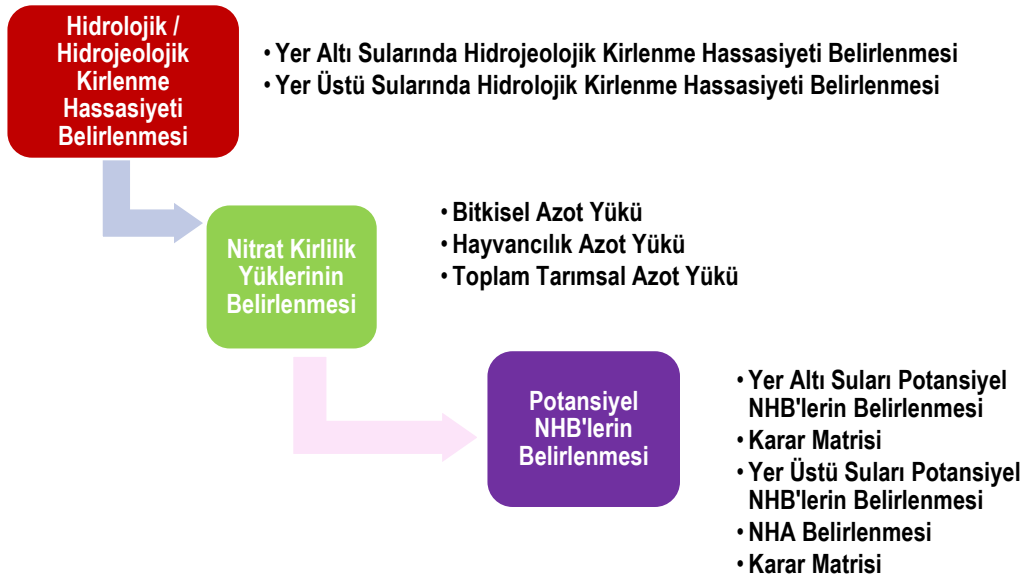 Hidrolojik /
Hidrojeolojik
Kirlenme
Hassasiyeti
Belirlenmesi
• Yer Altı Sularında Hidrojeolojik Kirlenme Hassasiyeti Belirlenmesi
• Yer Üstü Sularında Hidrolojik Kirlenme Hassasiyeti Belirlenmesi
Nitrat Kirlilik
Yüklerinin
Belirlenmesi
• Bitkisel Azot Yükü
• Hayvancılık Azot Yükü
• Toplam Tarımsal Azot Yükü
Potansiyel
NHB'lerin
Belirlenmesi
• Yer Altı Suları Potansiyel
NHB'lerin Belirlenmesi
• Karar Matrisi
• Yer Üstü Suları Potansiyel
NHB'lerin Belirlenmesi
• NHA Belirlenmesi
• Karar Matrisi